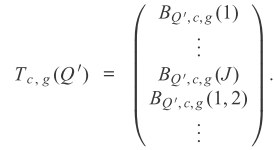 B_{Q′,c,g}(1)
⋮
T_{c,g}(Q′) = B_{Q′,c,g}(J) .
B_{Q′,c,g}(1,2)
⋮